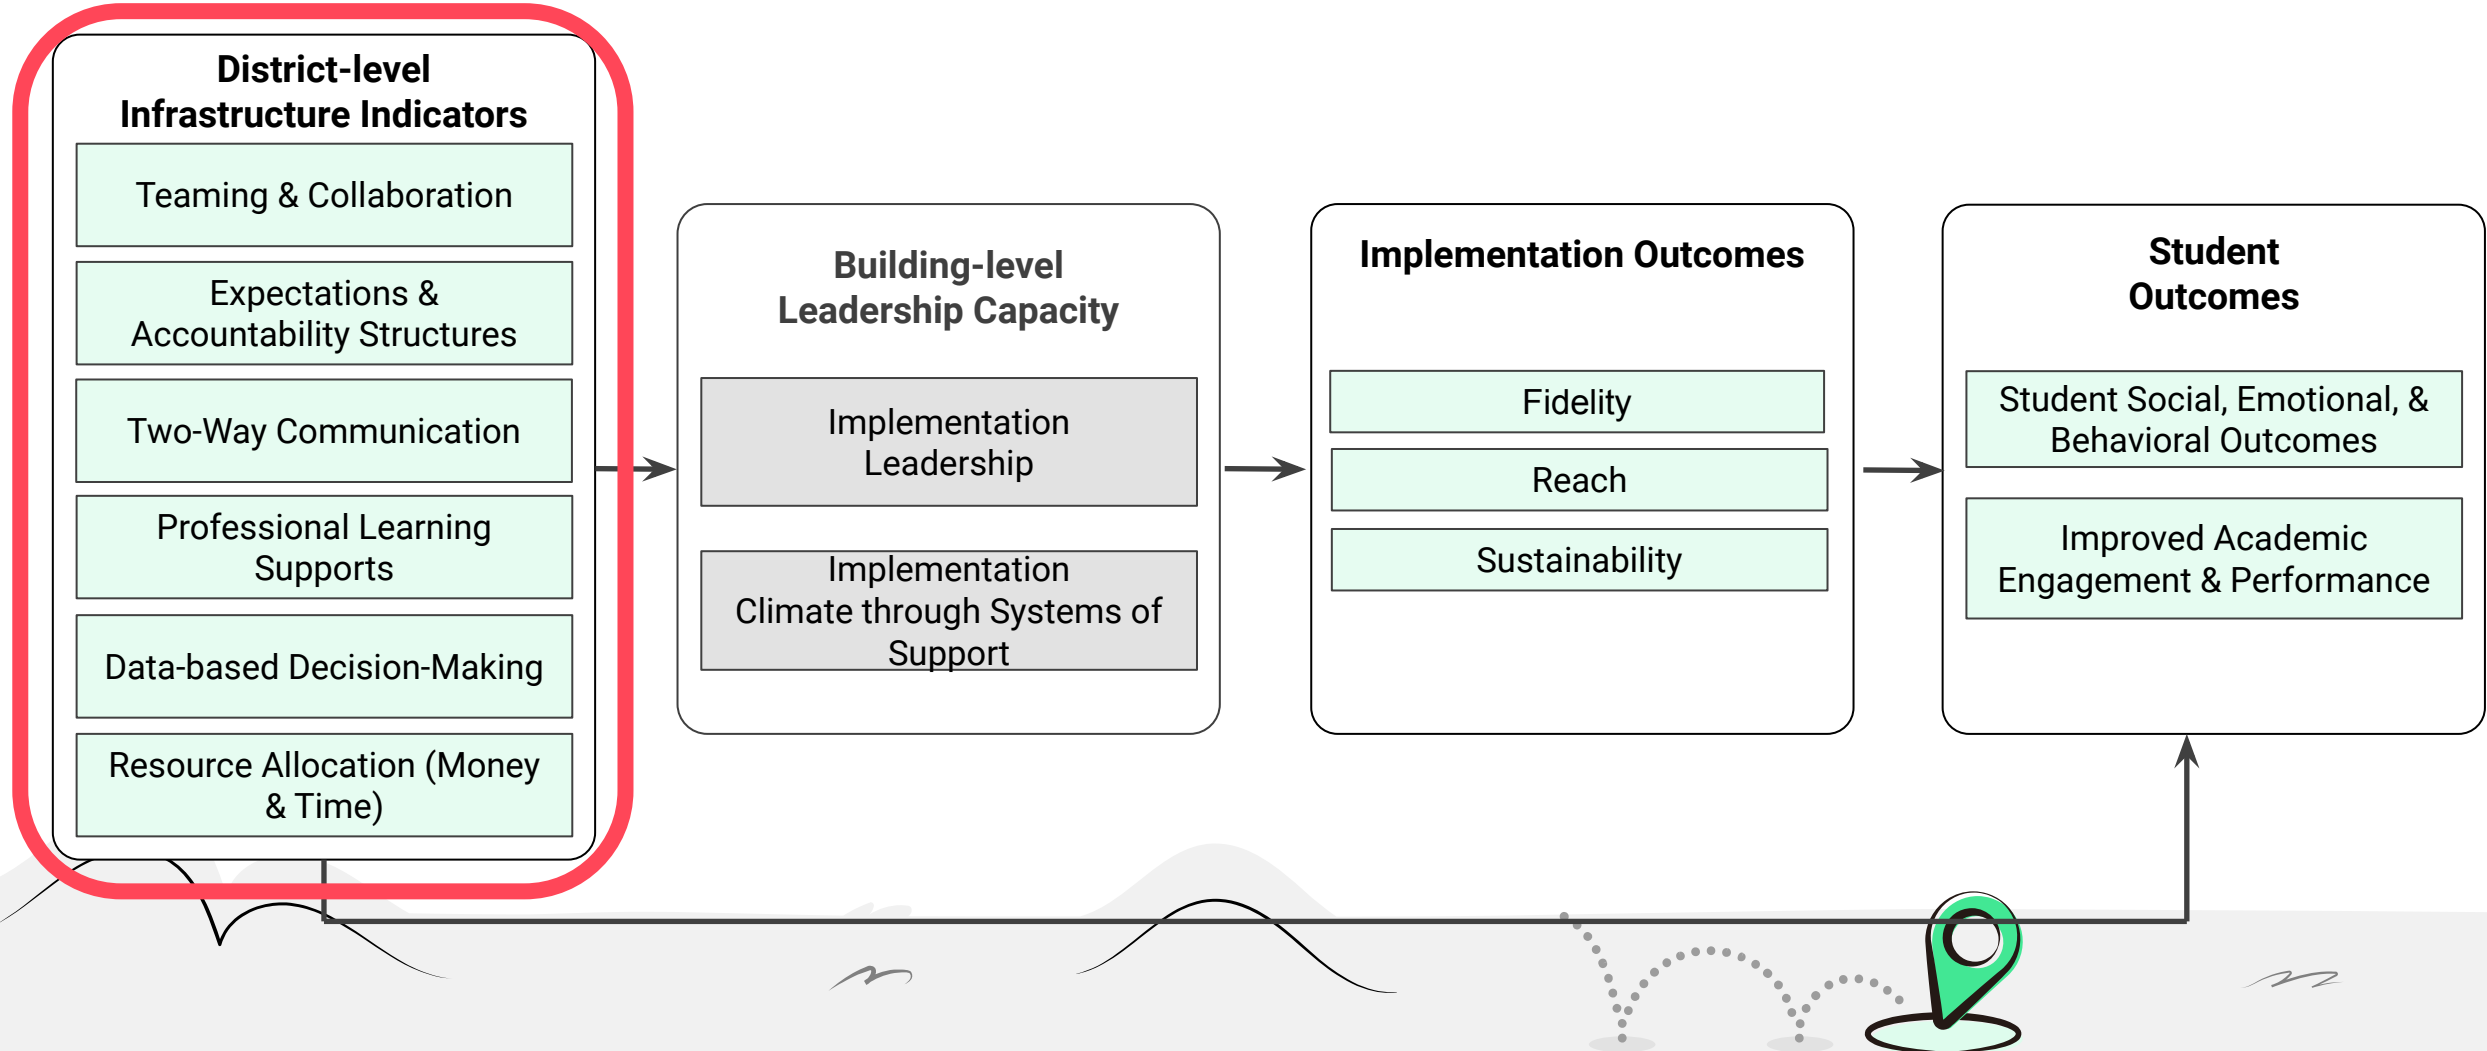 District-level
Infrastructure Indicators
Teaming & Collaboration
Expectations &
Accountability Structures
Two-Way Communication
Professional Learning
Supports
Data-based Decision-Making
Resource Allocation (Money
& Time)
Building-level
Leadership Capacity
Implementation
Leadership
Implementation
Climate through Systems of
Support
Implementation Outcomes
Fidelity
Reach
Sustainability
Student
Outcomes
Student Social, Emotional, &
Behavioral Outcomes
Improved Academic
Engagement & Performance